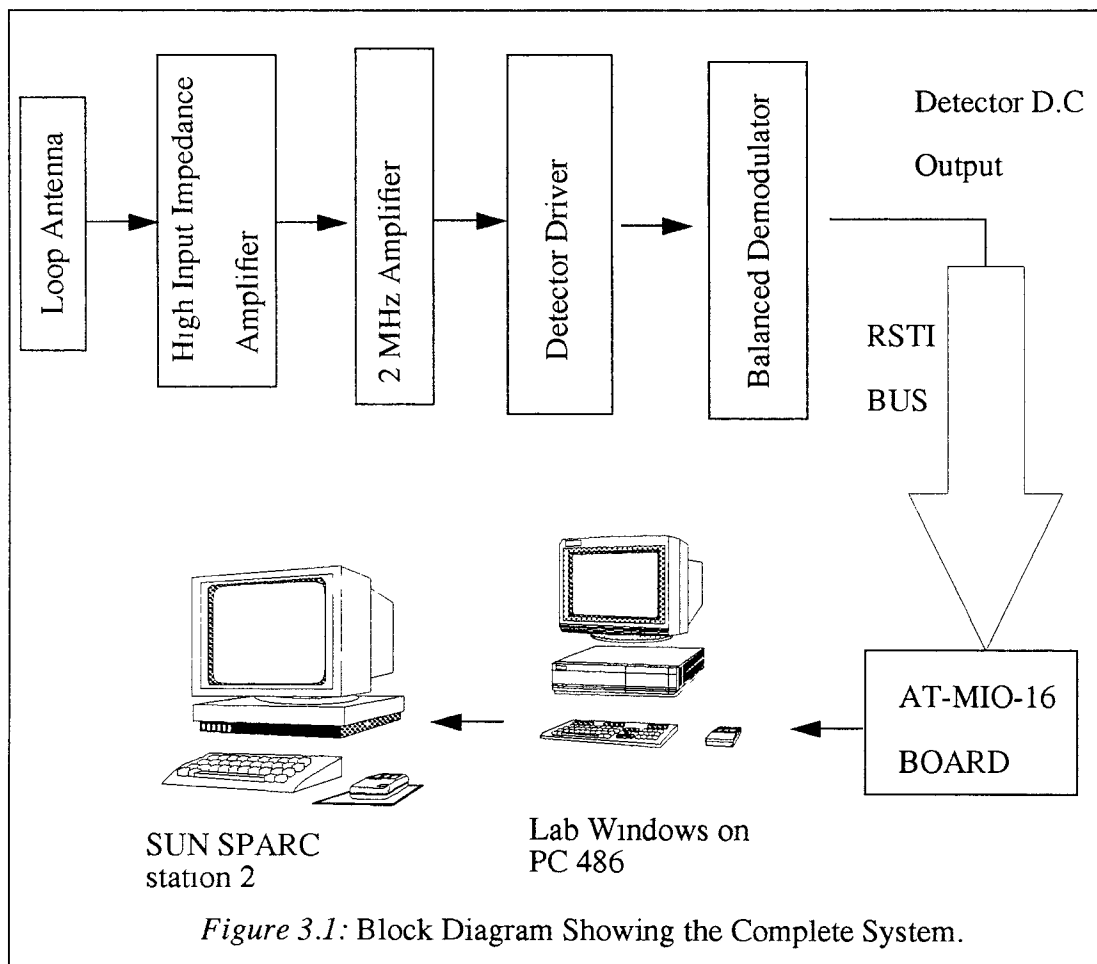 Loop Antenna
High Input Impedance
Amplifier
2 MHz Amplifier
Detector Driver
Balanced Demodulator
Detector D.C
Output
RSTI
BUS
AT-MIO-16
BOARD
Lab Windows on
PC 486
SUN SPARC
station 2
Figure 3.1: Block Diagram Showing the Complete System.